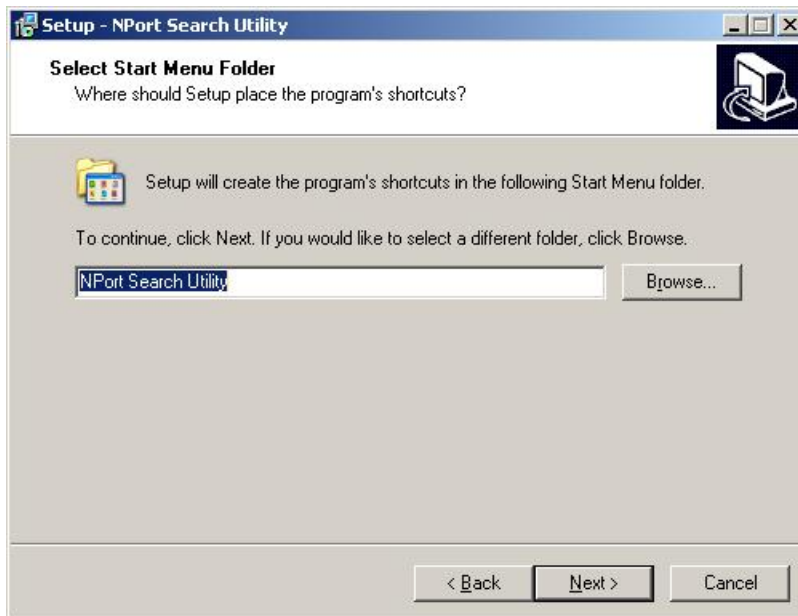 Setup - NPort Search Utility
Select Start Menu Folder
Where should Setup place the program's shortcuts?
Setup will create the program's shortcuts in the following Start Menu folder.
To continue, click Next. If you would like to select a different folder, click Browse.
NPort Search Utility
Browse...
< Back
Next >
Cancel